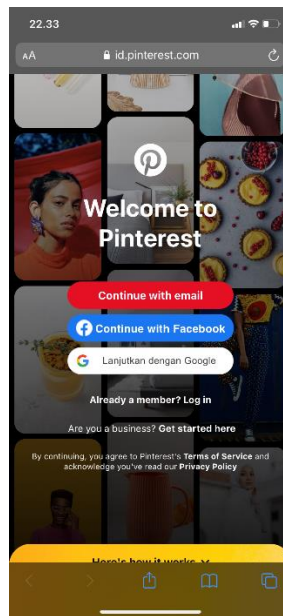 22.33
AA
id.pinterest.com
Welcome to
Pinterest
Continue with email
Continue with Facebook
Lanjutkan dengan Google
Already a member? Log in
Are you a business? Get started here
By continuing, you agree to Pinterest's Terms of Service and
acknowledge you've read our Privacy Policy
Here's how it works